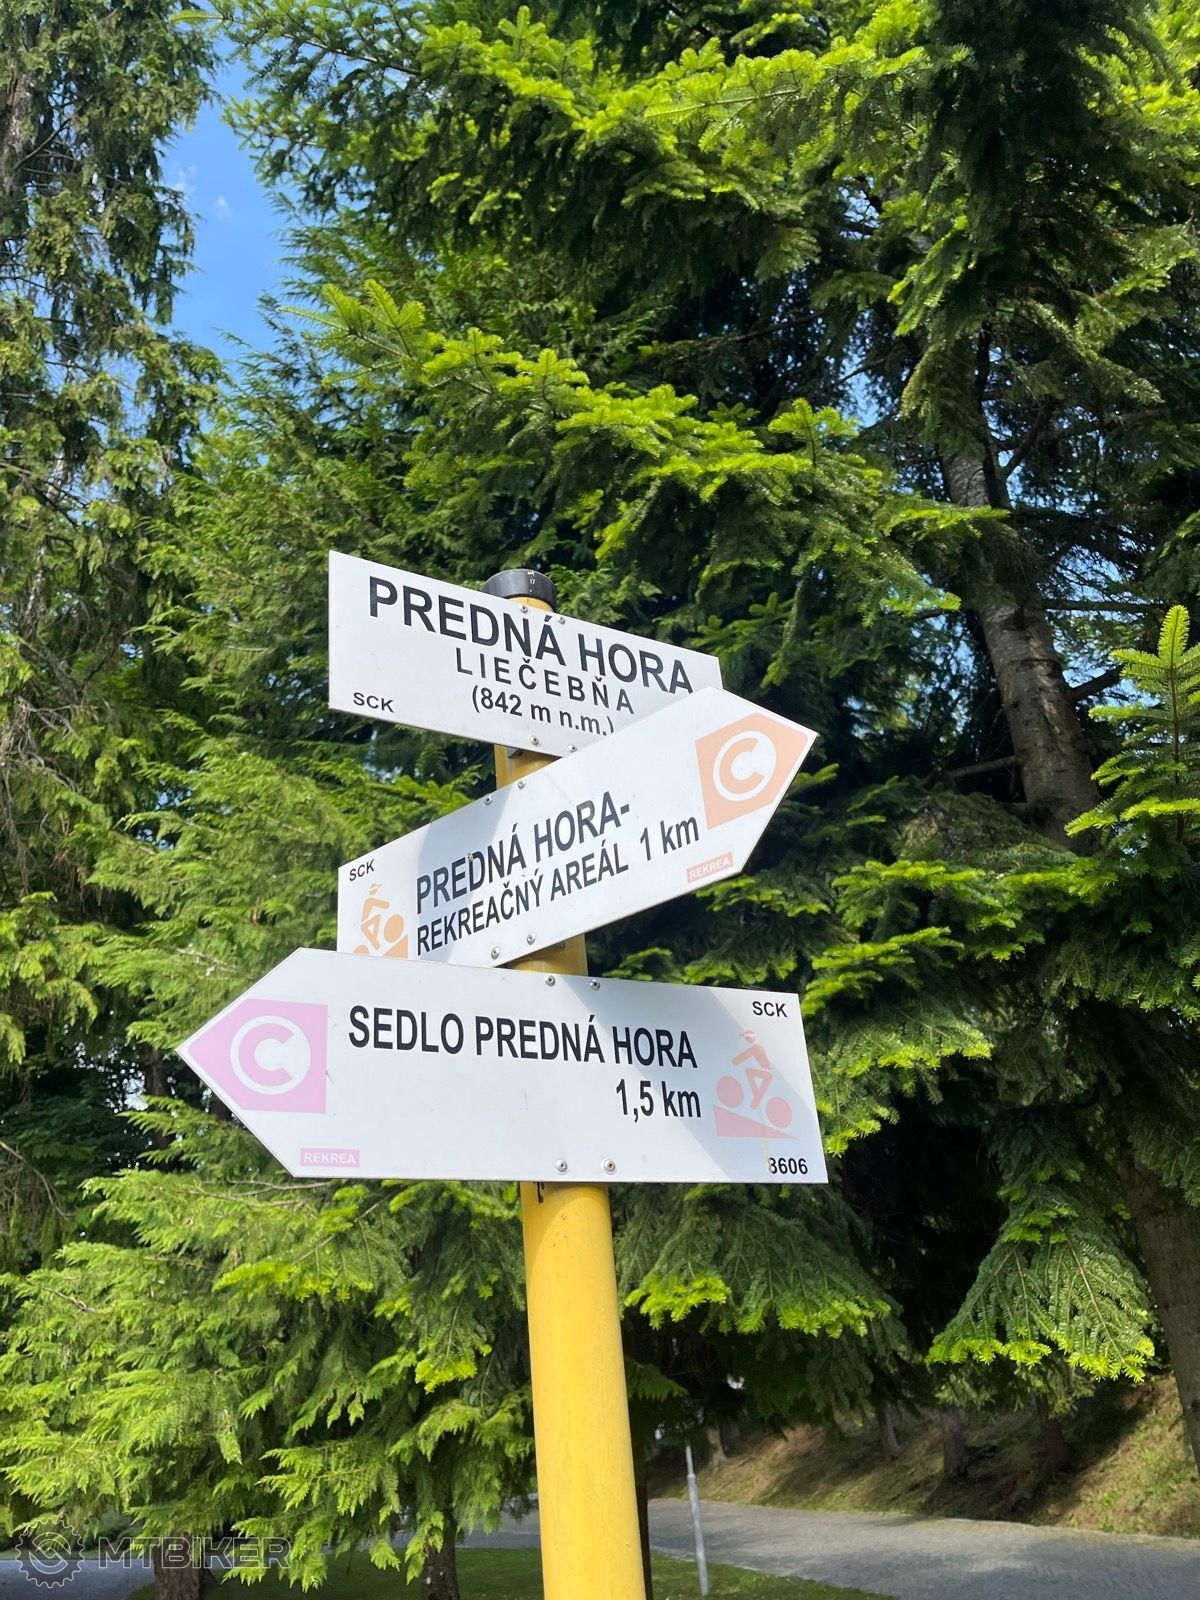 PREDNÁ HORA
LIEČEBŇA
(842 m n.m.)
SCK
C
SCK
PREDNÁ HORA-
REKREAČNÝ AREÁL 1 km
REKREA
SCK
C
SEDLO PREDNÁ HORA
1,5 km
REKREA
3606
MTBIKER